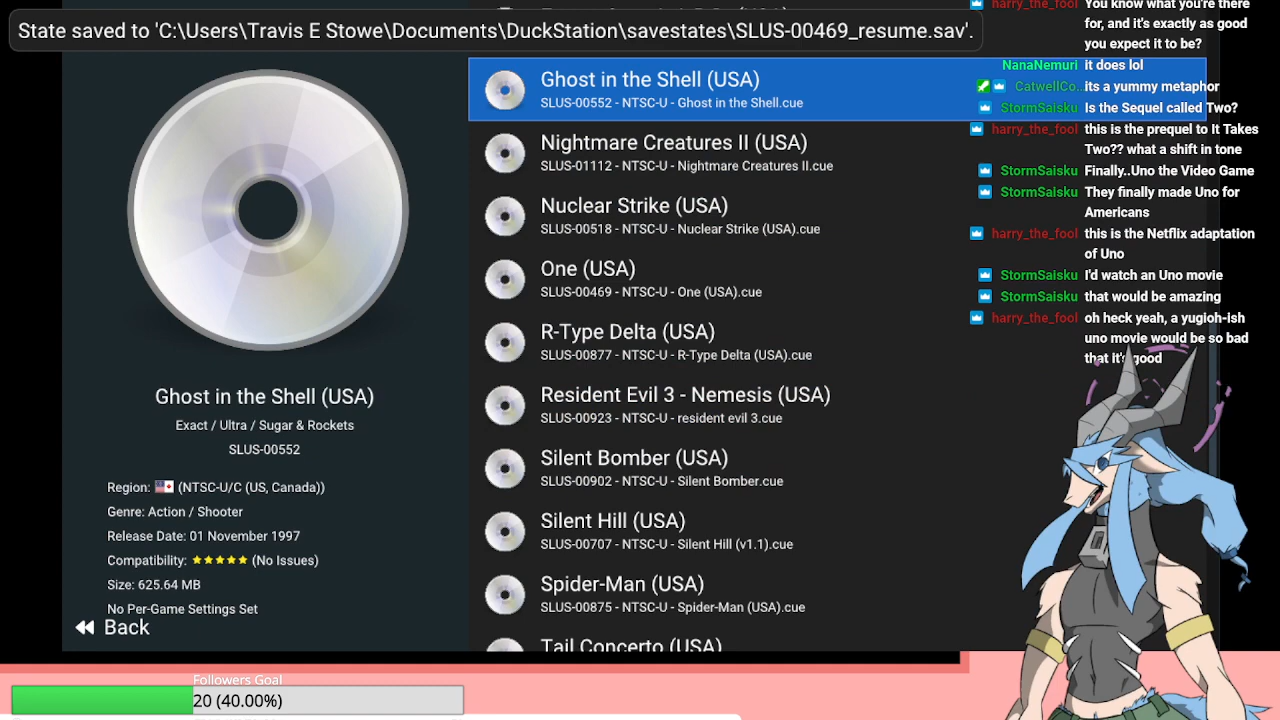 State saved to 'C:\Users\Travis E Stowe\Documents\DuckStation\savestates\SLUS-00469_resume.sav'.
Ghost in the Shell (USA)
Exact / Ultra / Sugar & Rockets
SLUS-00552
Region: (NTSC-U/C (US, Canada))
Genre: Action / Shooter
Release Date: 01 November 1997
Compatibility: ★★★★★ (No Issues)
Size: 625.64 MB
No Per-Game Settings Set
Back
Ghost in the Shell (USA)
SLUS-00552 - NTSC-U - Ghost in the Shell.cue
Nightmare Creatures II (USA)
SLUS-01112 - NTSC-U - Nightmare Creatures II.cue
Nuclear Strike (USA)
SLUS-00518 - NTSC-U - Nuclear Strike (USA).cue
One (USA)
SLUS-00469 - NTSC-U - One (USA).cue
R-Type Delta (USA)
SLUS-00877 - NTSC-U - R-Type Delta (USA).cue
Resident Evil 3 - Nemesis (USA)
SLUS-00923 - NTSC-U - resident evil 3.cue
Silent Bomber (USA)
SLUS-00902 - NTSC-U - Silent Bomber.cue
Silent Hill (USA)
SLUS-00707 - NTSC-U - Silent Hill (v1.1).cue
Spider-Man (USA)
SLUS-00875 - NTSC-U - Spider-Man (USA).cue
Tail Concerto (USA)
harry_the_fool You know what you're there
for, and it's exactly as good
you expect it to be?
NanaNemuri it does lol
CatwellCo... its a yummy metaphor
StormSaisku Is the Sequel called Two?
harry_the_fool this is the prequel to It Takes
Two?? what a shift in tone
StormSaisku Finally..Uno the Video Game
StormSaisku They finally made Uno for
Americans
harry_the_fool this is the Netflix adaptation
of Uno
StormSaisku I'd watch an Uno movie
StormSaisku that would be amazing
harry_the_fool oh heck yeah, a yugioh-ish
uno movie would be so bad
that it's good
Followers Goal
20 (40.00%)